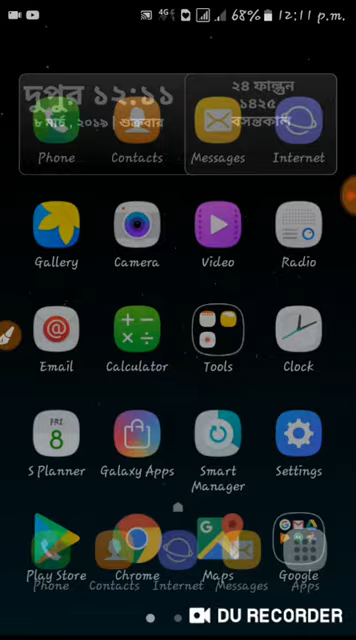 4G 68% 12:11 p.m.
দুপুর ১২:১১
৮ মার্চ , ২০১৯ | শুক্রবার
২৪ ফাল্গুন
১৪২৫
বসন্তকাল
Phone Contacts Messages Internet
Gallery Camera Video Radio
Email Calculator Tools Clock
FRI
8
S Planner Galaxy Apps Smart Manager Settings
Play Store Chrome Maps Google
Phone Contacts Internet Messages Apps
DU RECORDER